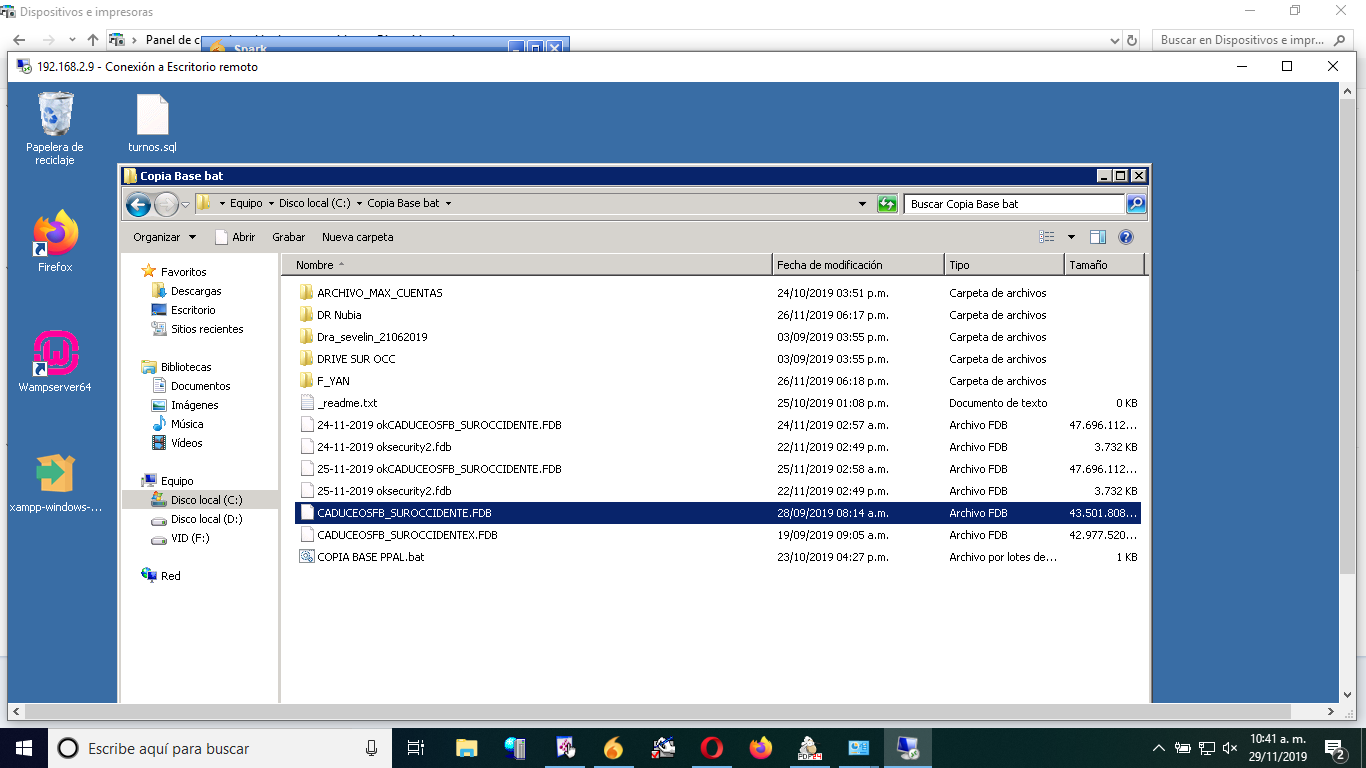 Dispositivos e impresoras
Panel de c
Spark
Buscar en Dispositivos e impr...
192.168.2.9 - Conexión a Escritorio remoto
Papelera de
reciclaje
turnos.sql
Firefox
Wampserver64
xampp-windows-...
Copia Base bat
Equipo
Disco local (C:)
Copia Base bat
Buscar Copia Base bat
Organizar
Abrir
Grabar
Nueva carpeta
Favoritos
Descargas
Escritorio
Sitios recientes
Bibliotecas
Documentos
Imágenes
Música
Vídeos
Equipo
Disco local (C:)
Disco local (D:)
VID (F:)
Red
Nombre Fecha de modificación Tipo Tamaño
ARCHIVO_MAX_CUENTAS 24/10/2019 03:51 p.m. Carpeta de archivos
DR Nubia 26/11/2019 06:17 p.m. Carpeta de archivos
Dra_sevelin_21062019 03/09/2019 03:55 p.m. Carpeta de archivos
DRIVE SUR OCC 03/09/2019 03:55 p.m. Carpeta de archivos
F_YAN 26/11/2019 06:18 p.m. Carpeta de archivos
_readme.txt 25/10/2019 01:08 p.m. Documento de texto 0 KB
24-11-2019 okCADUCEOSFB_SUROCCIDENTE.FDB 24/11/2019 02:57 a.m. Archivo FDB 47.696.112...
24-11-2019 oksecurity2.fdb 22/11/2019 02:49 p.m. Archivo FDB 3.732 KB
25-11-2019 okCADUCEOSFB_SUROCCIDENTE.FDB 25/11/2019 02:58 a.m. Archivo FDB 47.696.112...
25-11-2019 oksecurity2.fdb 22/11/2019 02:49 p.m. Archivo FDB 3.732 KB
CADUCEOSFB_SUROCCIDENTE.FDB 28/09/2019 08:14 a.m. Archivo FDB 43.501.808...
CADUCEOSFB_SUROCCIDENTEX.FDB 19/09/2019 09:05 a.m. Archivo FDB 42.977.520...
COPIA BASE PPAL.bat 23/10/2019 04:27 p.m. Archivo por lotes de... 1 KB
Escribe aquí para buscar
FDP24
10:41 a. m.
29/11/2019
2